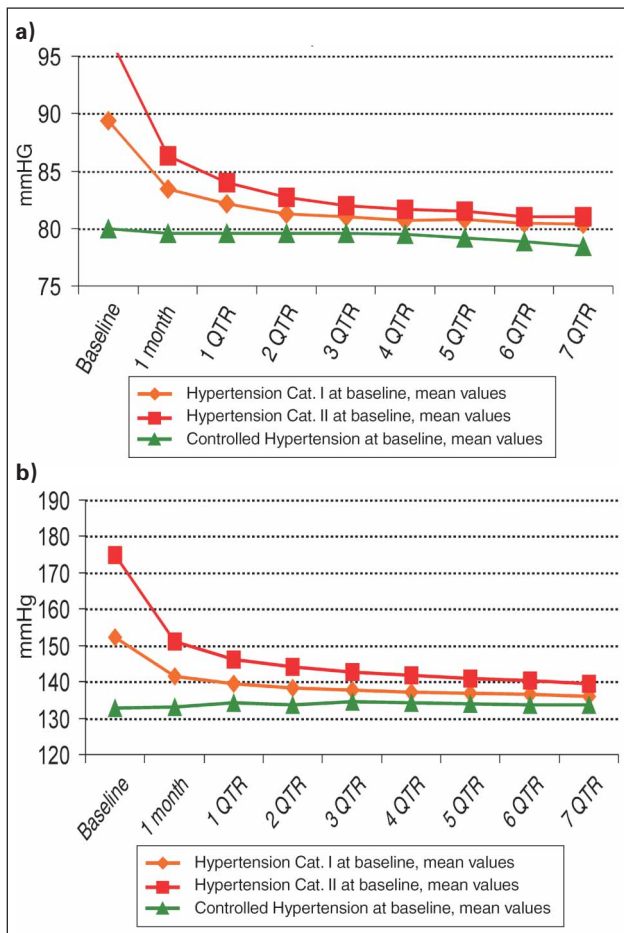 a)
95
90
85
80
75
mmHG
Baseline
1 month
1 QTR
2 QTR
3 QTR
4 QTR
5 QTR
6 QTR
7 QTR
Hypertension Cat. I at baseline, mean values
Hypertension Cat. II at baseline, mean values
Controlled Hypertension at baseline, mean values
b)
190
180
170
160
150
140
130
120
mmHg
Baseline
1 month
1 QTR
2 QTR
3 QTR
4 QTR
5 QTR
6 QTR
7 QTR
Hypertension Cat. I at baseline, mean values
Hypertension Cat. II at baseline, mean values
Controlled Hypertension at baseline, mean values